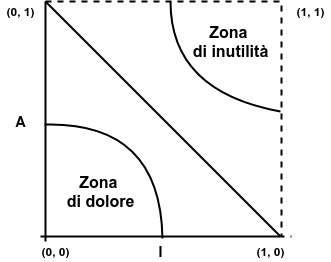 (0, 1)
(1, 1)
Zona
di inutilità
A
Zona
di dolore
(0, 0)
I
(1, 0)